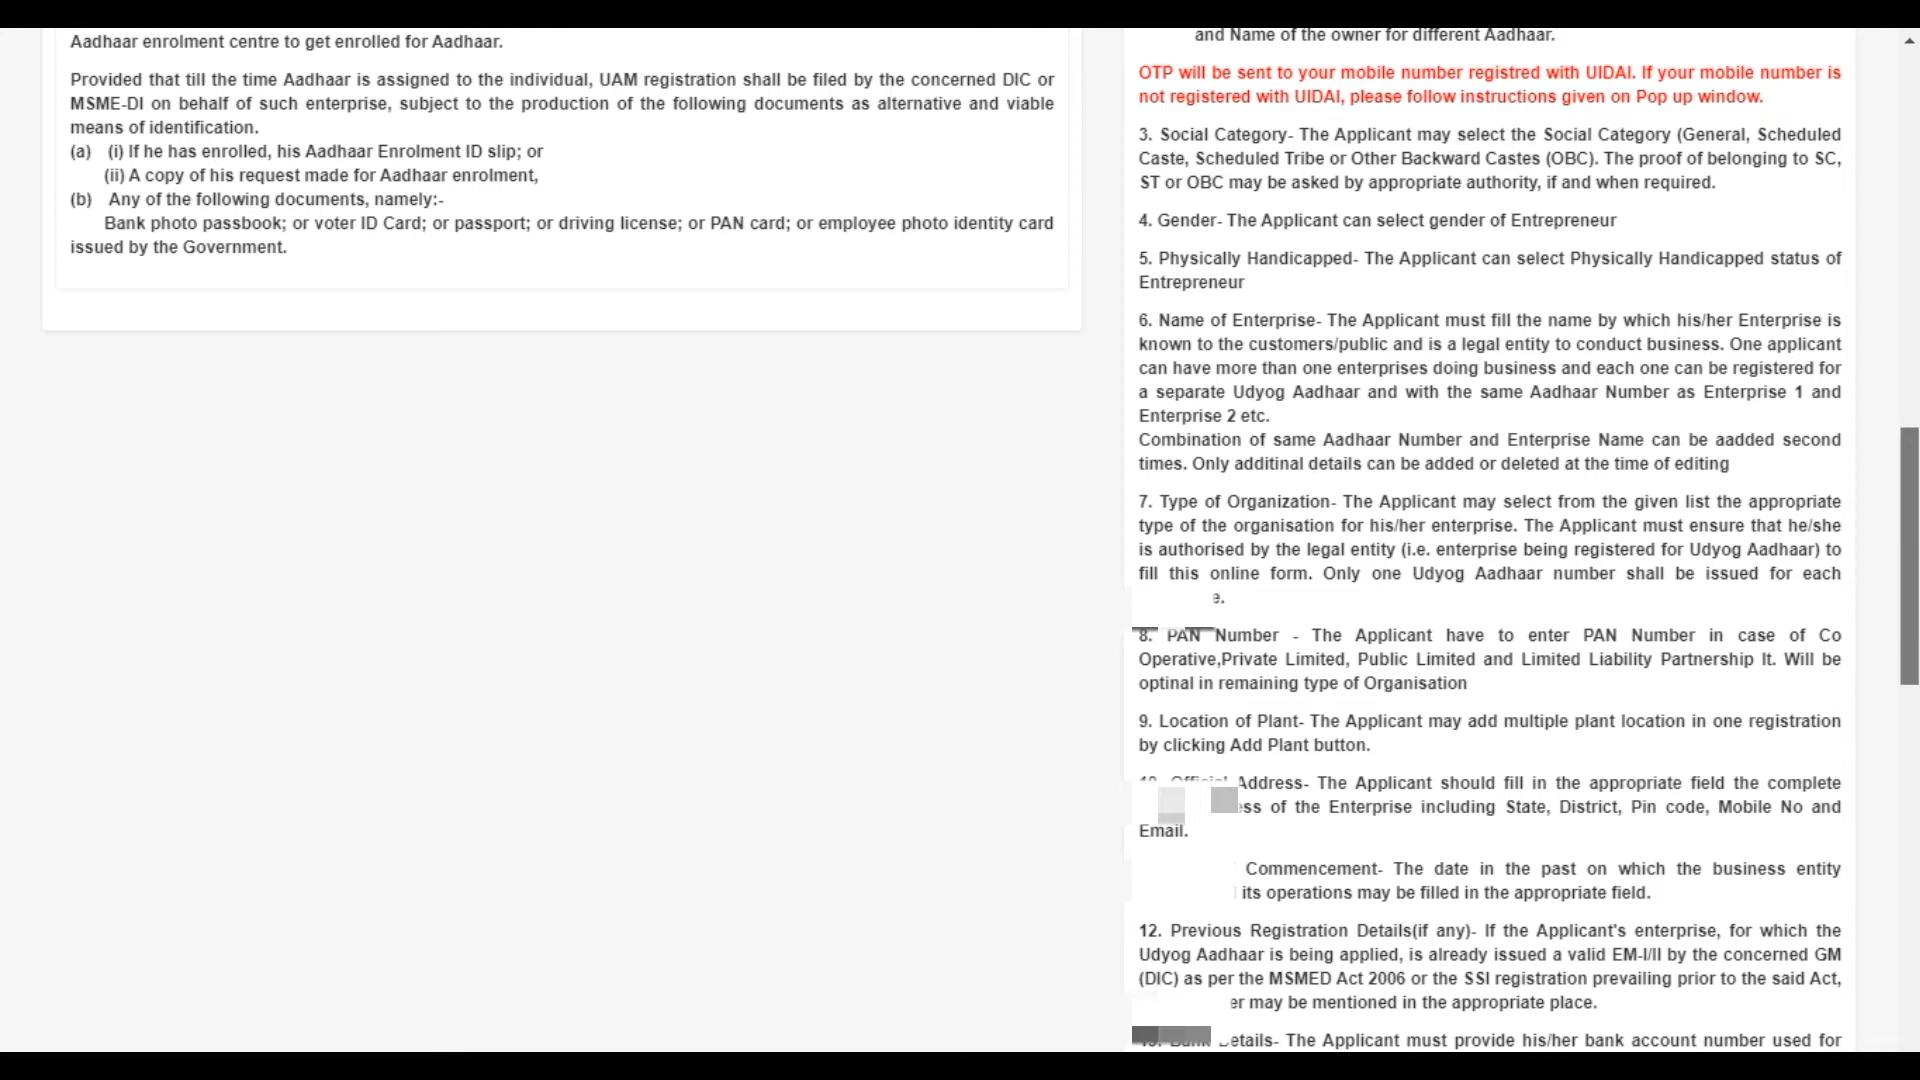 Aadhaar enrolment centre to get enrolled for Aadhaar.
Provided that till the time Aadhaar is assigned to the individual, UAM registration shall be filed by the concerned DIC or
MSME-DI on behalf of such enterprise, subject to the production of the following documents as alternative and viable
means of identification.
(a) (i) If he has enrolled, his Aadhaar Enrolment ID slip; or
(ii) A copy of his request made for Aadhaar enrolment,
(b) Any of the following documents, namely:-
Bank photo passbook; or voter ID Card; or passport; or driving license; or PAN card; or employee photo identity card
issued by the Government.
and Name of the owner for different Aadhaar.
OTP will be sent to your mobile number registred with UIDAI. If your mobile number is
not registered with UIDAI, please follow instructions given on Pop up window.
3. Social Category- The Applicant may select the Social Category (General, Scheduled
Caste, Scheduled Tribe or Other Backward Castes (OBC). The proof of belonging to SC,
ST or OBC may be asked by appropriate authority, if and when required.
4. Gender- The Applicant can select gender of Entrepreneur
5. Physically Handicapped- The Applicant can select Physically Handicapped status of
Entrepreneur
6. Name of Enterprise- The Applicant must fill the name by which his/her Enterprise is
known to the customers/public and is a legal entity to conduct business. One applicant
can have more than one enterprises doing business and each one can be registered for
a separate Udyog Aadhaar and with the same Aadhaar Number as Enterprise 1 and
Enterprise 2 etc.
Combination of same Aadhaar Number and Enterprise Name can be aadded second
times. Only additinal details can be added or deleted at the time of editing
7. Type of Organization- The Applicant may select from the given list the appropriate
type of the organisation for his/her enterprise. The Applicant must ensure that he/she
is authorised by the legal entity (i.e. enterprise being registered for Udyog Aadhaar) to
fill this online form. Only one Udyog Aadhaar number shall be issued for each
e.
8. PAN Number - The Applicant have to enter PAN Number in case of Co
Operative,Private Limited, Public Limited and Limited Liability Partnership It. Will be
optinal in remaining type of Organisation
9. Location of Plant- The Applicant may add multiple plant location in one registration
by clicking Add Plant button.
Address- The Applicant should fill in the appropriate field the complete
of the Enterprise including State, District, Pin code, Mobile No and
Email.
Commencement- The date in the past on which the business entity
its operations may be filled in the appropriate field.
12. Previous Registration Details(if any)- If the Applicant's enterprise, for which the
Udyog Aadhaar is being applied, is already issued a valid EM-I/II by the concerned GM
(DIC) as per the MSMED Act 2006 or the SSI registration prevailing prior to the said Act,
may be mentioned in the appropriate place.
The Applicant must provide his/her bank account number used for